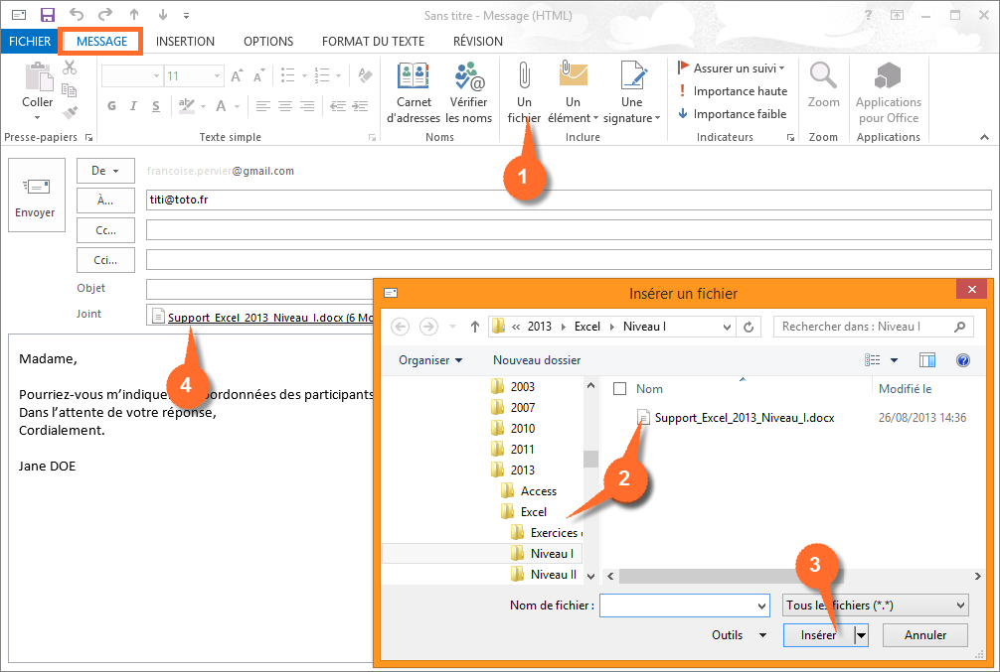 Sans titre - Message (HTML)
?
FICHIER MESSAGE INSERTION OPTIONS FORMAT DU TEXTE RÉVISION
Coller
Presse-papiers
11
G I S
Texte simple
Carnet d'adresses
Vérifier les noms
Noms
Un fichier
Un élément
Une signature
Inclure
Assurer un suivi
Importance haute
Importance faible
Indicateurs
Zoom
Zoom
Applications pour Office
Applications
1
Envoyer
De francoise.pervier@gmail.com
À... titi@toto.fr
Cc...
Cci...
Objet
Joint Support_Excel_2013_Niveau_I.docx (6 Mo
4
Madame,
Pourriez-vous m'indiquer ordonnées des participants
Dans l'attente de votre réponse,
Cordialement.
Jane DOE
Insérer un fichier
« 2013 Excel Niveau I
Rechercher dans : Niveau I
Organiser Nouveau dossier
2003
2007
2010
2011
2013
Access
Excel
Exercices
Niveau I
Niveau II
Nom Modifié le
Support_Excel_2013_Niveau_I.docx 26/08/2013 14:36
2
3
Nom de fichier :
Tous les fichiers (*.*)
Outils Insérer Annuler